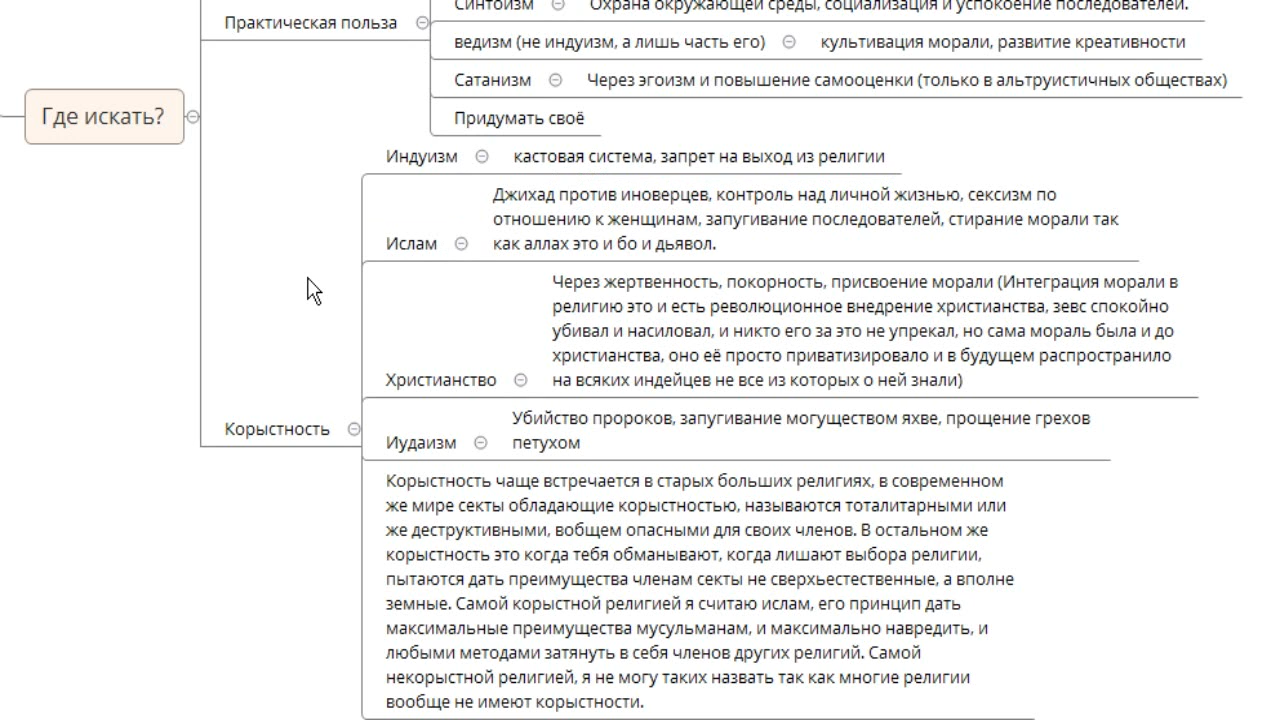 Синтоизм Охрана окружающей среды, социализация и успокоение последователей.
Практическая польза
ведизм (не индуизм, а лишь часть его) культивация морали, развитие креативности
Сатанизм Через эгоизм и повышение самооценки (только в альтруистичных обществах)
Где искать?
Придумать своё
Индуизм кастовая система, запрет на выход из религии
Джихад против иноверцев, контроль над личной жизнью, сексизм по
отношению к женщинам, запугивание последователей, стирание морали так
Ислам как аллах это и бо и дьявол.
Через жертвенность, покорность, присвоение морали (Интеграция морали в
религию это и есть революционное внедрение христианства, зевс спокойно
убивал и насиловал, и никто его за это не упрекал, но сама мораль была и до
христианства, оно её просто приватизировало и в будущем распространило
Христианство на всяких индейцев не все из которых о ней знали)
Корыстность
Убийство пророков, запугивание могуществом яхве, прощение грехов
Иудаизм петухом
Корыстность чаще встречается в старых больших религиях, в современном
же мире секты обладающие корыстностью, называются тоталитарными или
же деструктивными, вобщем опасными для своих членов. В остальном же
корыстность это когда тебя обманывают, когда лишают выбора религии,
пытаются дать преимущества членам секты не сверхьестественные, а вполне
земные. Самой корыстной религией я считаю ислам, его принцип дать
максимальные преимущества мусульманам, и максимально навредить, и
любыми методами затянуть в себя членов других религий. Самой
некорыстной религией, я не могу таких назвать так как многие религии
вообще не имеют корыстности.